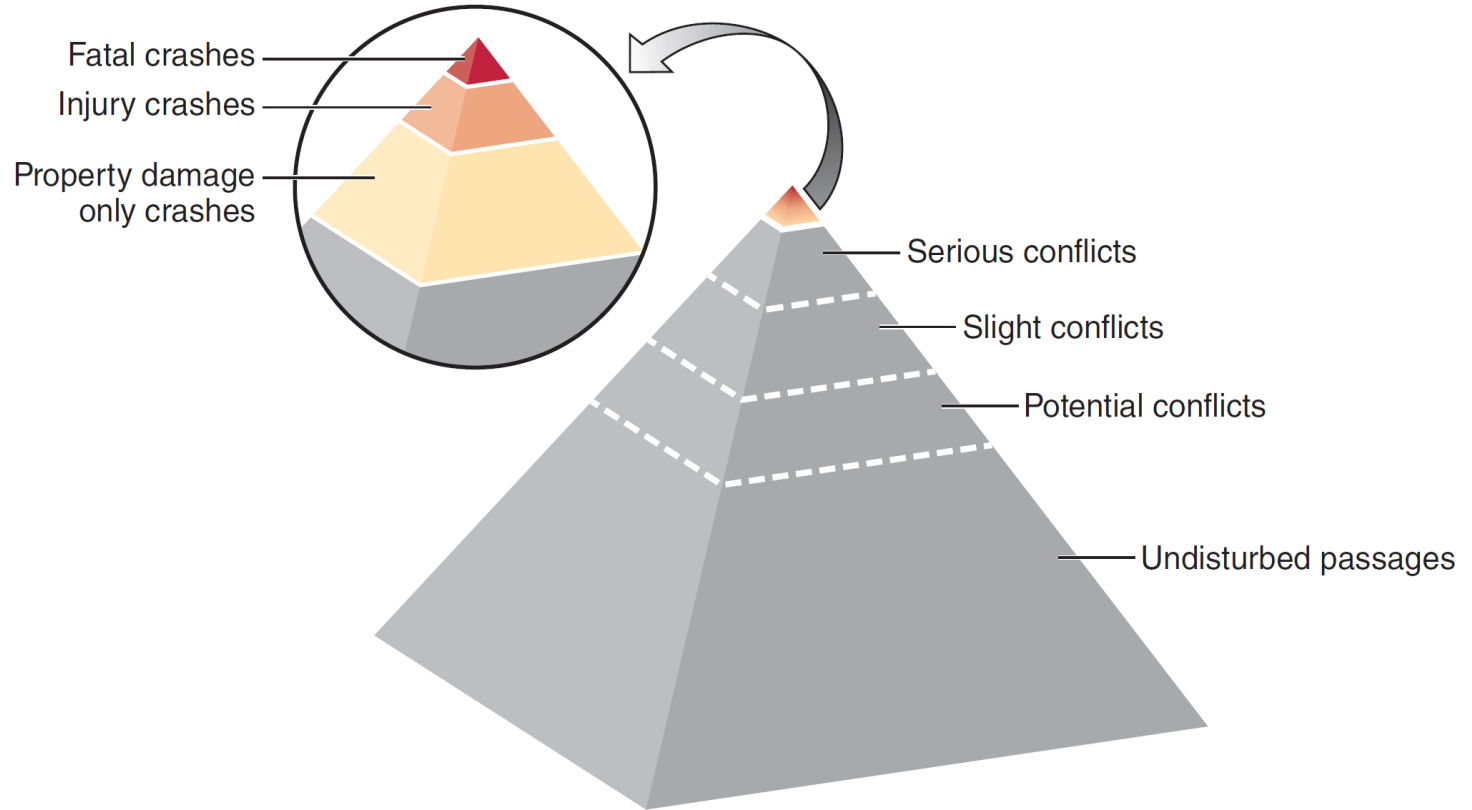 Fatal crashes
Injury crashes
Property damage
only crashes
Serious conflicts
Slight conflicts
Potential conflicts
Undisturbed passages